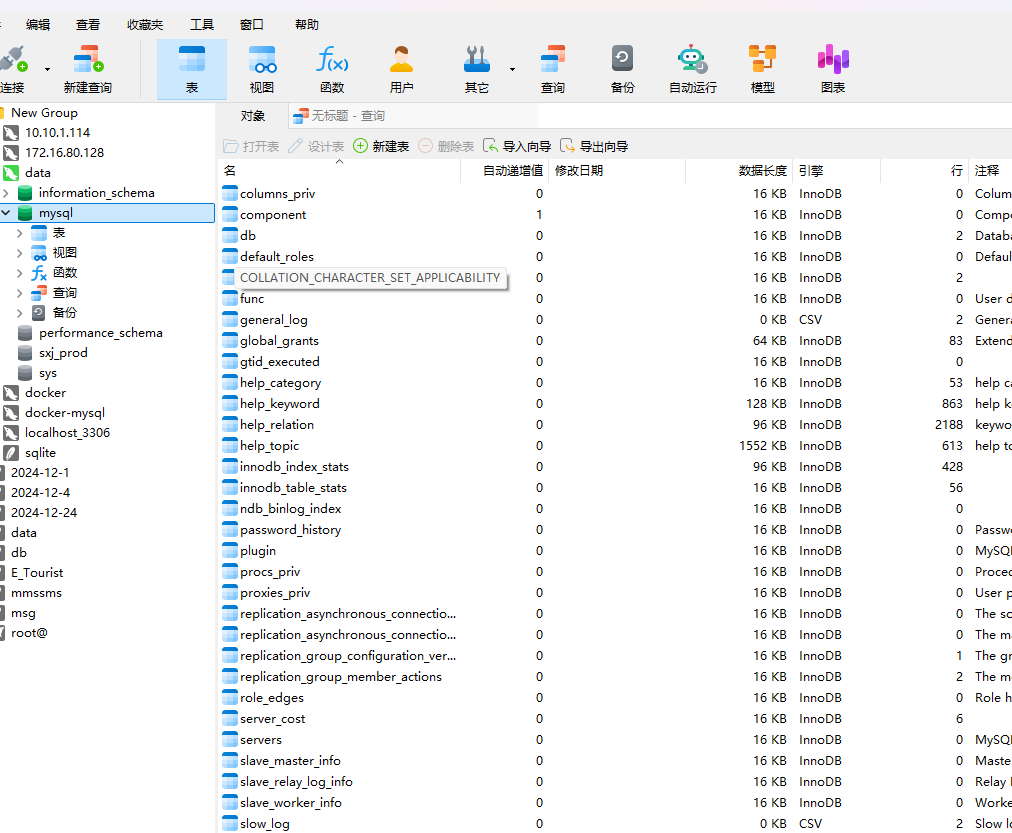 编辑 查看 收藏夹 工具 窗口 帮助
连接 新建查询 表 视图 函数 用户 其它 查询 备份 自动运行 模型 图表
New Group
10.10.1.114
172.16.80.128
data
information_schema
mysql
表
视图
函数
查询
备份
performance_schema
sxj_prod
sys
docker
docker-mysql
localhost_3306
sqlite
2024-12-1
2024-12-4
2024-12-24
data
db
E_Tourist
mmssms
msg
root@
对象 无标题 - 查询
打开表 设计表 新建表 删除表 导入向导 导出向导
名 自动递增值 修改日期 数据长度 引擎 行 注释
columns_priv 0 16 KB InnoDB 0 Colum
component 1 16 KB InnoDB 0 Compo
db 0 16 KB InnoDB 2 Databa
default_roles 0 16 KB InnoDB 0 Default
COLLATION_CHARACTER_SET_APPLICABILITY 0 16 KB InnoDB 2
func 0 16 KB InnoDB 0 User d
general_log 0 0 KB CSV 2 Genera
global_grants 0 64 KB InnoDB 83 Extend
gtid_executed 0 16 KB InnoDB 0
help_category 0 16 KB InnoDB 53 help ca
help_keyword 0 128 KB InnoDB 863 help k
help_relation 0 96 KB InnoDB 2188 keywo
help_topic 0 1552 KB InnoDB 613 help to
innodb_index_stats 0 96 KB InnoDB 428
innodb_table_stats 0 16 KB InnoDB 56
ndb_binlog_index 0 16 KB InnoDB 0
password_history 0 16 KB InnoDB 0 Passwo
plugin 0 16 KB InnoDB 0 MySQL
procs_priv 0 16 KB InnoDB 0 Proced
proxies_priv 0 16 KB InnoDB 0 User p
replication_asynchronous_connectio... 0 16 KB InnoDB 0 The so
replication_asynchronous_connectio... 0 16 KB InnoDB 0 The ma
replication_group_configuration_ver... 0 16 KB InnoDB 1 The gr
replication_group_member_actions 0 16 KB InnoDB 2 The m
role_edges 0 16 KB InnoDB 0 Role h
server_cost 0 16 KB InnoDB 6
servers 0 16 KB InnoDB 0 MySQL
slave_master_info 0 16 KB InnoDB 0 Master
slave_relay_log_info 0 16 KB InnoDB 0 Relay
slave_worker_info 0 16 KB InnoDB 0 Worke
slow_log 0 0 KB CSV 2 Slow lo